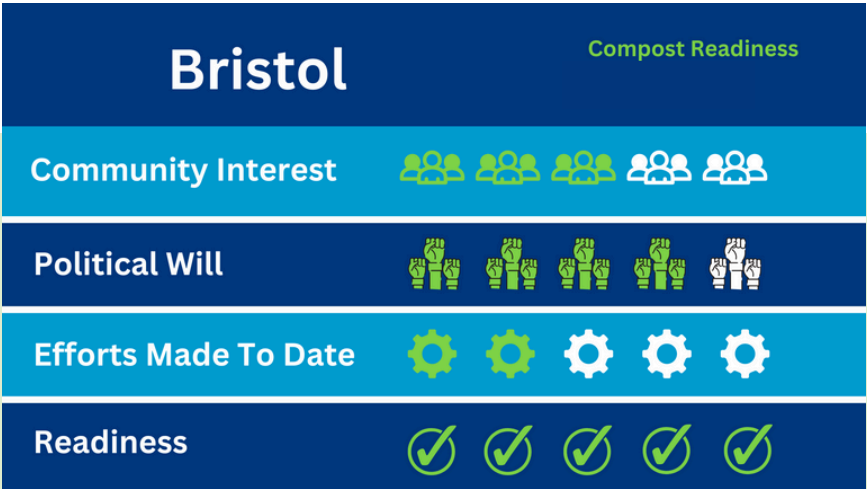 Bristol
Compost Readiness
Community Interest
Political Will
Efforts Made To Date
Readiness